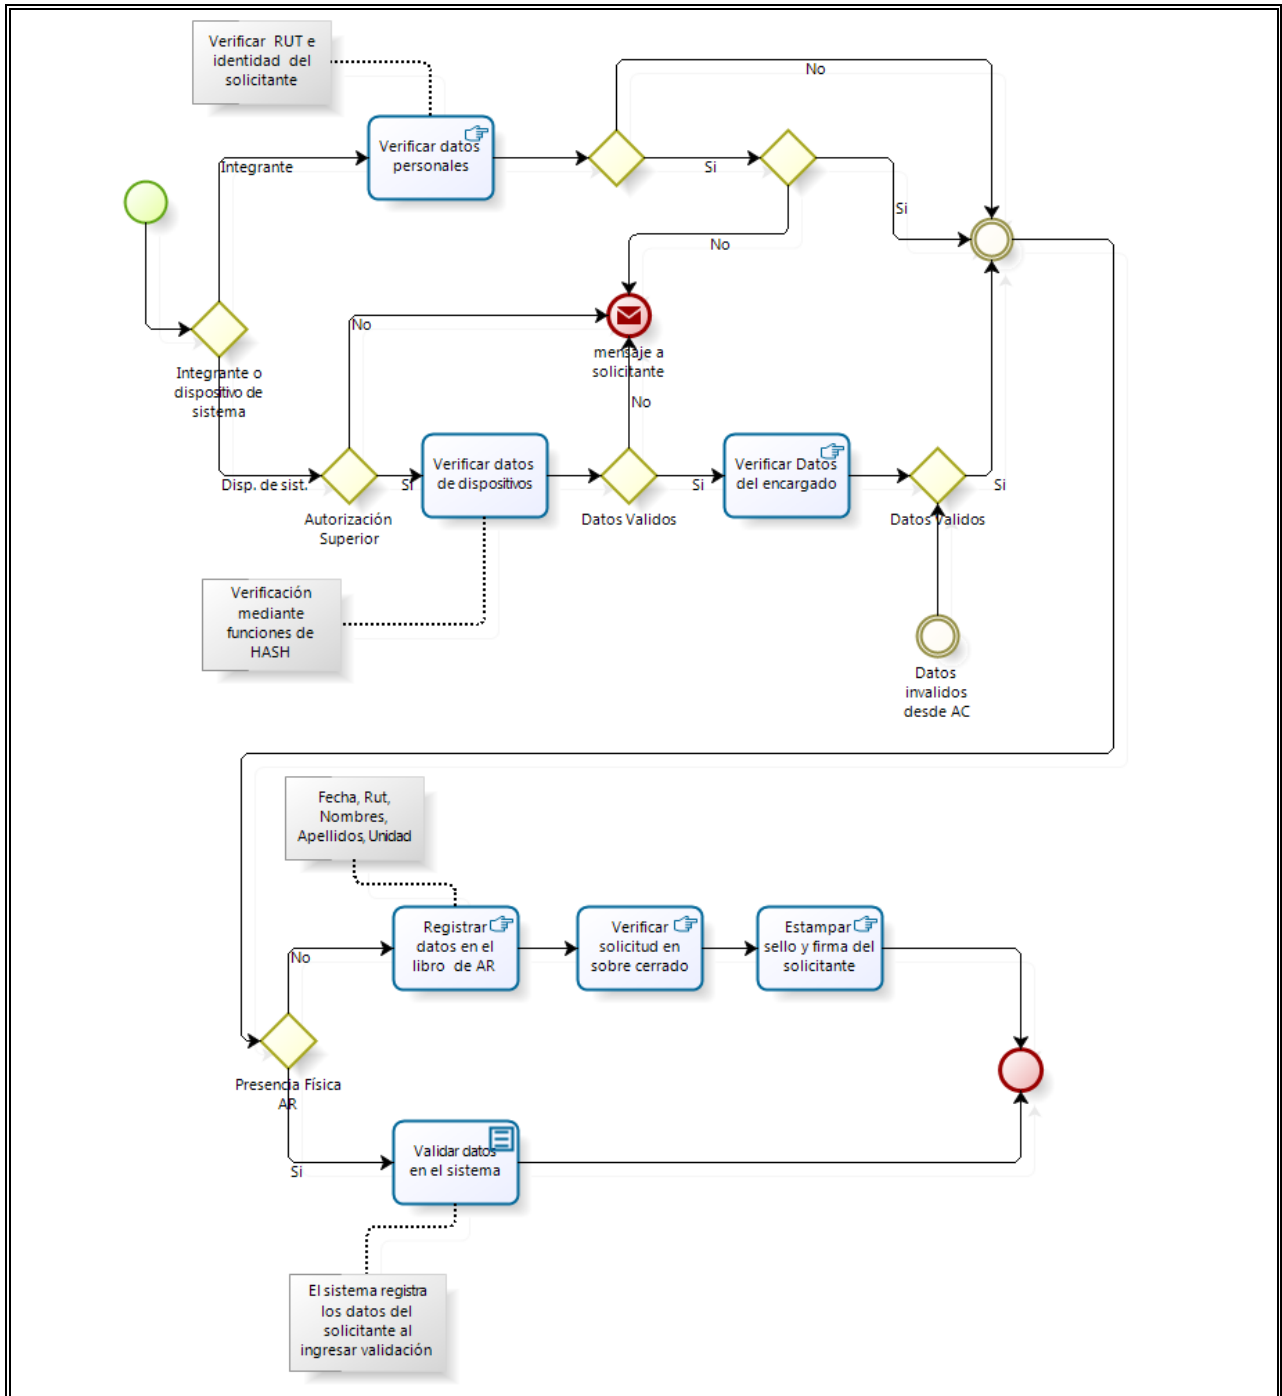 Verificar RUT e
identidad del
solicitante
No
Verificar datos
personales
Integrante
Si
Si
No
No
mensaje a
solicitante
Integrante o
dispositivo de
sistema
No
Disp. de sist.
Si
Verificar datos
de dispositivos
Si
Verificar Datos
del encargado
Si
Autorización
Superior
Datos Validos
Datos Validos
Verificación
mediante
funciones de
HASH
Datos
invalidos
desde AC
Fecha, Rut,
Nombres,
Apellidos, Unidad
Registrar
datos en el
libro de AR
Verificar
solicitud en
sobre cerrado
Estampar
sello y firma del
solicitante
No
Presencia Física
AR
Validar datos
en el sistema
Si
El sistema registra
los datos del
solicitante al
ingresar validación